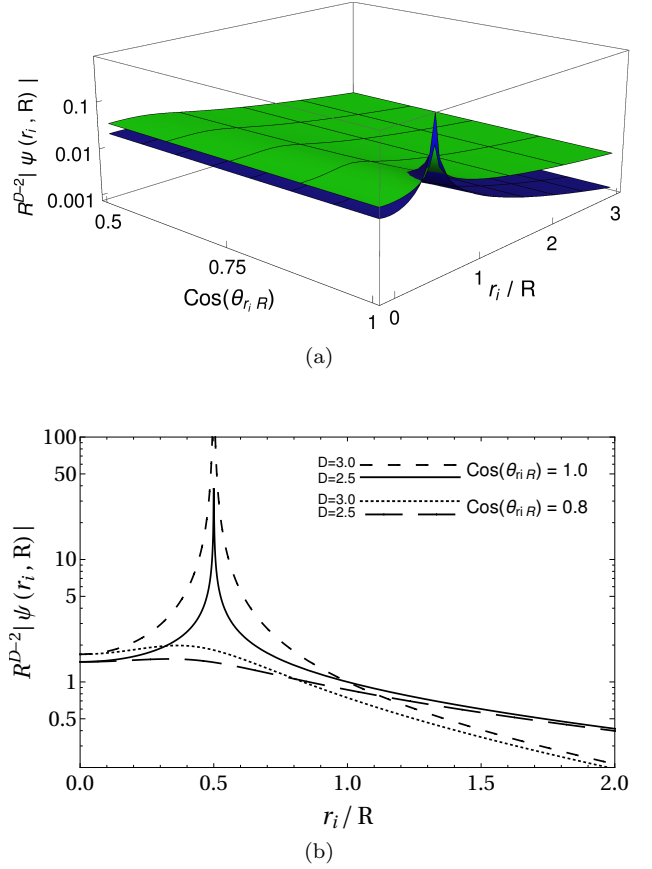 R^{D-2}| ψ (r_i , R) |
0.1
0.01
0.001
0.5
0.75
1
Cos(θ_{r_i R})
0
1
2
3
r_i / R
(a)
R^{D-2}| ψ (r_i , R) |
100
50
10
5
1
0.5
D=3.0
D=2.5
Cos(θ_{ri R}) = 1.0
D=3.0
D=2.5
Cos(θ_{ri R}) = 0.8
0.0 0.5 1.0 1.5 2.0
r_i / R
(b)